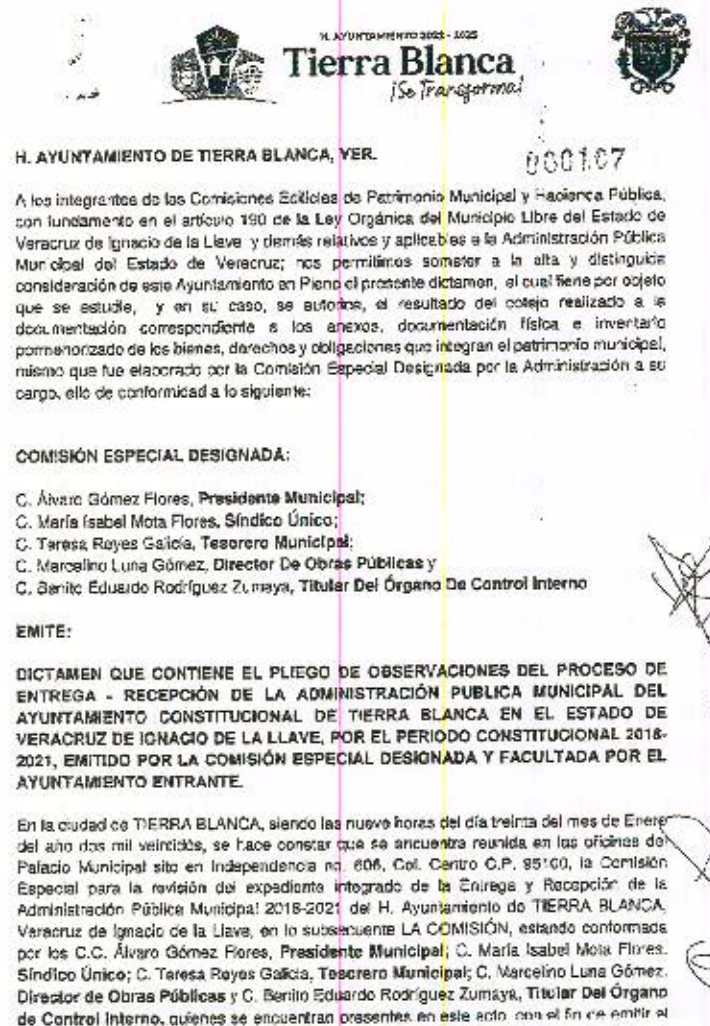 H. AYUNTAMIENTO 2022 - 2025
Tierra Blanca
¡Se Transforma!
H. AYUNTAMIENTO DE TIERRA BLANCA, VER.
000107
A los integrantes de las Comisiones Edilicias de Patrimonio Municipal y Hacienda Pública,
con fundamento en el artículo 190 de la Ley Orgánica del Municipio Libre del Estado de
Veracruz de Ignacio de la Llave y demás relativos y aplicables a la Administración Pública
Municipal del Estado de Veracruz; nos permitimos someter a la alta y distinguida
consideración de este Ayuntamiento en Pleno el presente dictamen, el cual tiene por objeto
que se estudie, y en su caso, se autorice, el resultado del cotejo realizado a la
documentación correspondiente a los anexos, documentación física e inventario
pormenorizado de los bienes, derechos y obligaciones que integran el patrimonio municipal,
mismo que fue elaborado por la Comisión Especial Designada por la Administración a su
cargo, ello de conformidad a lo siguiente:
COMISIÓN ESPECIAL DESIGNADA:
C. Álvaro Gómez Flores, Presidente Municipal;
C. María Isabel Mota Flores, Síndico Único;
C. Teresa Reyes Galicia, Tesorero Municipal;
C. Marcelino Luna Gómez, Director De Obras Públicas y
C. Benito Eduardo Rodríguez Zumaya, Titular Del Órgano De Control Interno
EMITE:
DICTAMEN QUE CONTIENE EL PLIEGO DE OBSERVACIONES DEL PROCESO DE
ENTREGA - RECEPCIÓN DE LA ADMINISTRACIÓN PUBLICA MUNICIPAL DEL
AYUNTAMIENTO CONSTITUCIONAL DE TIERRA BLANCA EN EL ESTADO DE
VERACRUZ DE IGNACIO DE LA LLAVE, POR EL PERIODO CONSTITUCIONAL 2018-
2021, EMITIDO POR LA COMISIÓN ESPECIAL DESIGNADA Y FACULTADA POR EL
AYUNTAMIENTO ENTRANTE.
En la ciudad de TIERRA BLANCA, siendo las nueve horas del día treinta del mes de Enero
del año dos mil veintidós, se hace constar que se encuentra reunida en las oficinas del
Palacio Municipal sito en Independencia no. 606, Col. Centro C.P. 95100, la Comisión
Especial para la revisión del expediente integrado de la Entrega y Recepción de la
Administración Pública Municipal 2018-2021 del H. Ayuntamiento de TIERRA BLANCA,
Veracruz de Ignacio de la Llave, en lo subsecuente LA COMISIÓN, estando conformada
por los C.C. Álvaro Gómez Flores, Presidente Municipal; C. María Isabel Mota Flores.
Síndico Único; C. Teresa Reyes Galicia, Tesorero Municipal; C. Marcelino Luna Gómez,
Director de Obras Públicas y C. Benito Eduardo Rodríguez Zumaya, Titular Del Órgano
de Control Interno, quienes se encuentran presentes en este acto, con el fin de emitir el